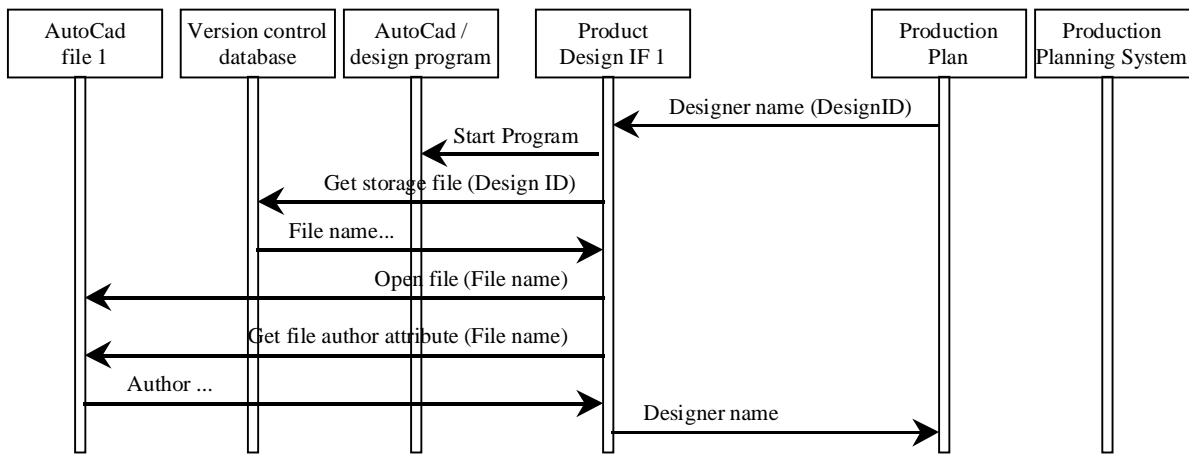 AutoCad
file 1
Version control
database
AutoCad /
design program
Product
Design IF 1
Production
Plan
Production
Planning System
Designer name (DesignID)
Start Program
Get storage file (Design ID)
File name...
Open file (File name)
Get file author attribute (File name)
Author ...
Designer name